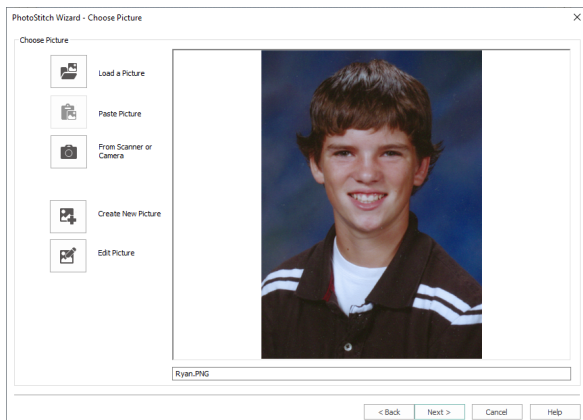 PhotoStitch Wizard - Choose Picture
Choose Picture
Load a Picture
Paste Picture
From Scanner or
Camera
Create New Picture
Edit Picture
Ryan.PNG
< Back
Next >
Cancel
Help